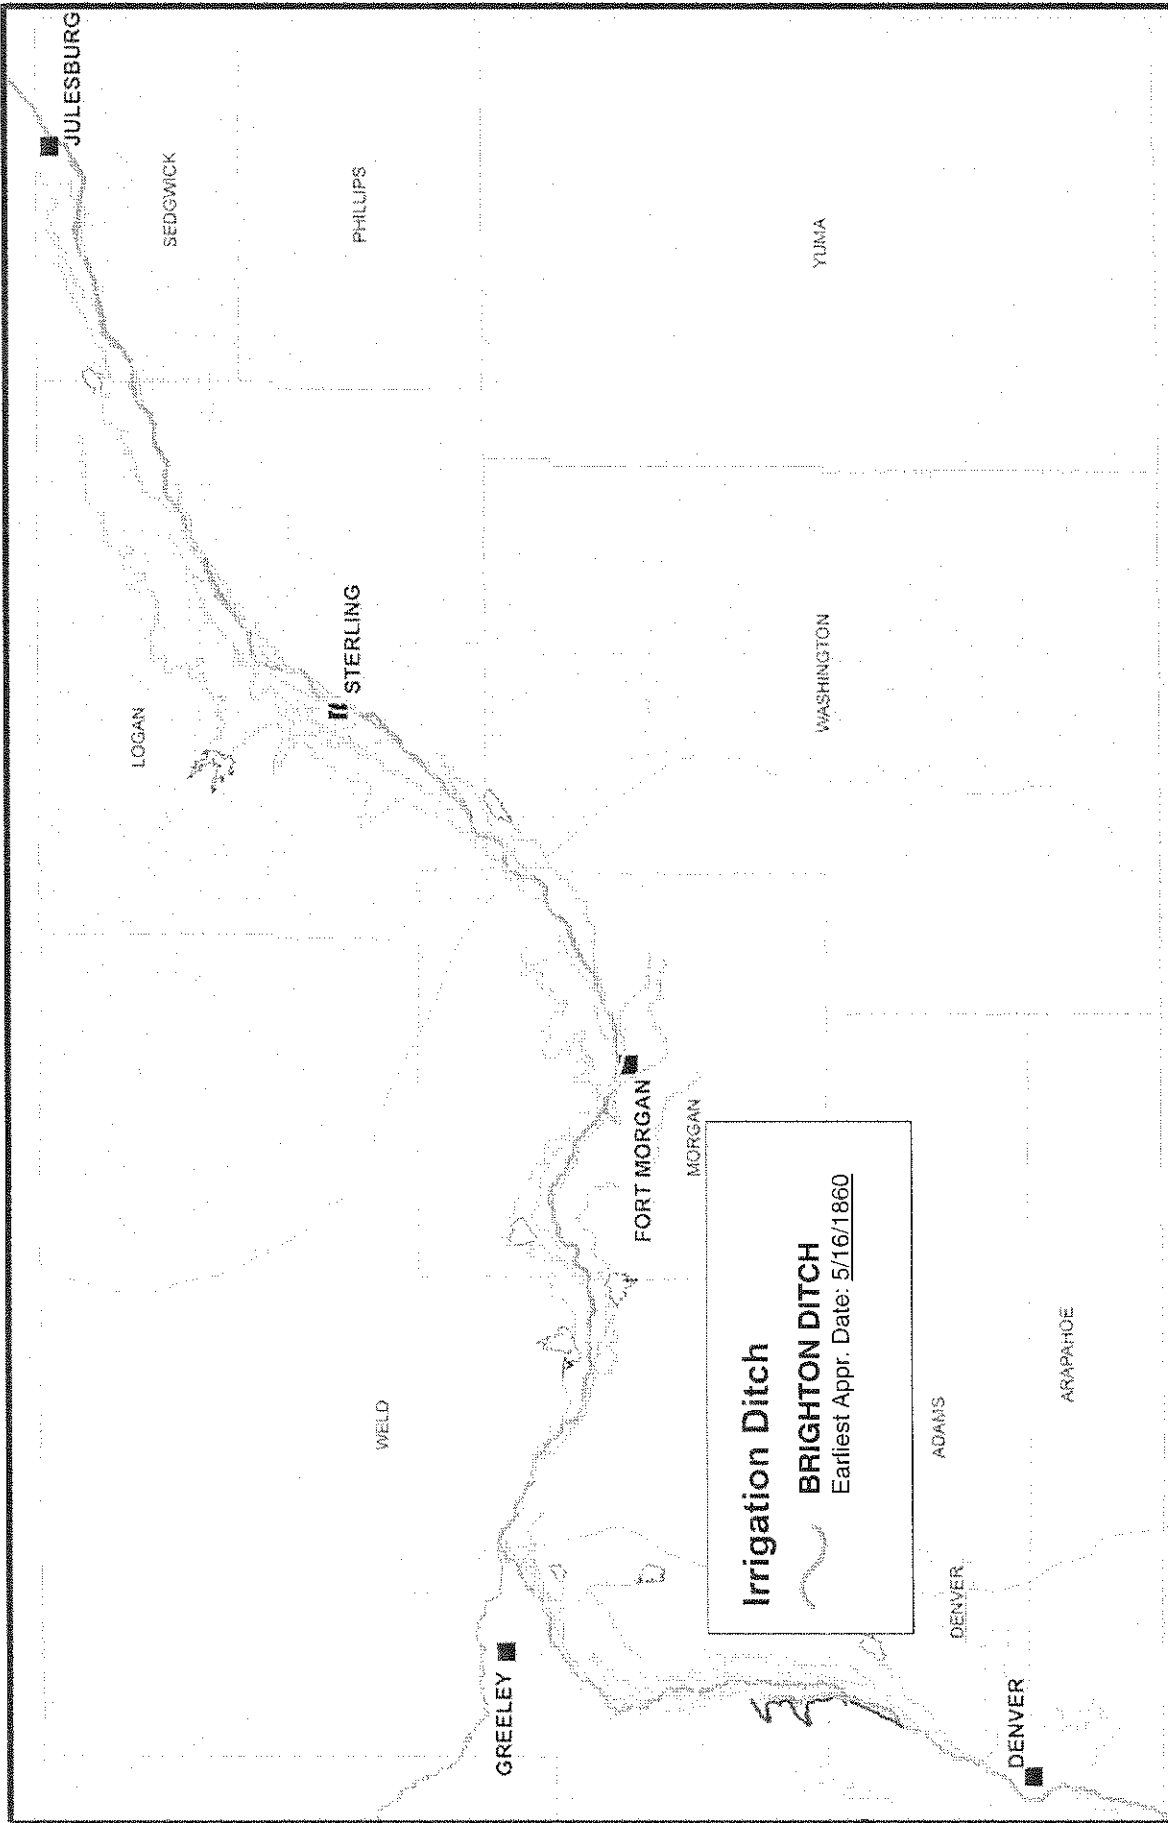 JULESBURG
SEDGWICK
PHILLIPS
YUMA
LOGAN
STERLING
WASHINGTON
WELD
FORT MORGAN
MORGAN
GREELEY
Irrigation Ditch
BRIGHTON DITCH
Earliest Appr. Date: 5/16/1860
ADAMS
ARAPAHOE
DENVER
DENVER